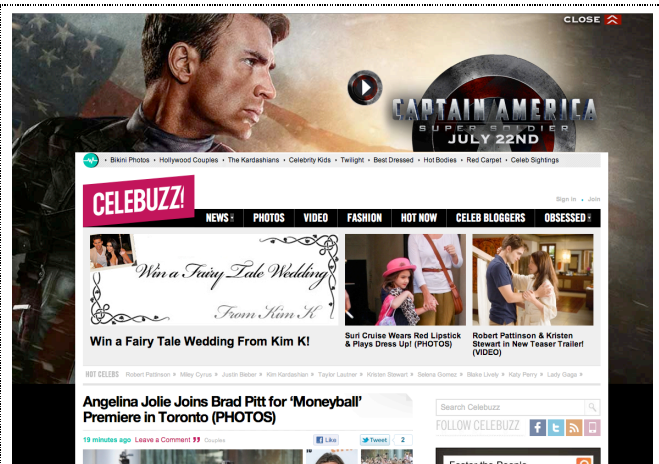 CLOSE
CAPTAIN AMERICA
SUPER SOLDIER
JULY 22ND
• Bikini Photos • Hollywood Couples • The Kardashians • Celebrity Kids • Twilight • Best Dressed • Hot Bodies • Red Carpet • Celeb Sightings
CELEBUZZ!
Sign in • Join
NEWS PHOTOS VIDEO FASHION HOT NOW CELEB BLOGGERS OBSESSED
Win a Fairy Tale Wedding
From Kim K
Win a Fairy Tale Wedding From Kim K!
Suri Cruise Wears Red Lipstick
& Plays Dress Up! (PHOTOS)
Robert Pattinson & Kristen
Stewart in New Teaser Trailer!
(VIDEO)
HOT CELEBS Robert Pattinson » Miley Cyrus » Justin Bieber » Kim Kardashian » Taylor Lautner » Kristen Stewart » Selena Gomez » Blake Lively » Katy Perry » Lady Gaga »
Angelina Jolie Joins Brad Pitt for ‘Moneyball’
Premiere in Toronto (PHOTOS)
19 minutes ago Leave a Comment Couples
Like
Tweet 2
Search Celebuzz
FOLLOW CELEBUZZ